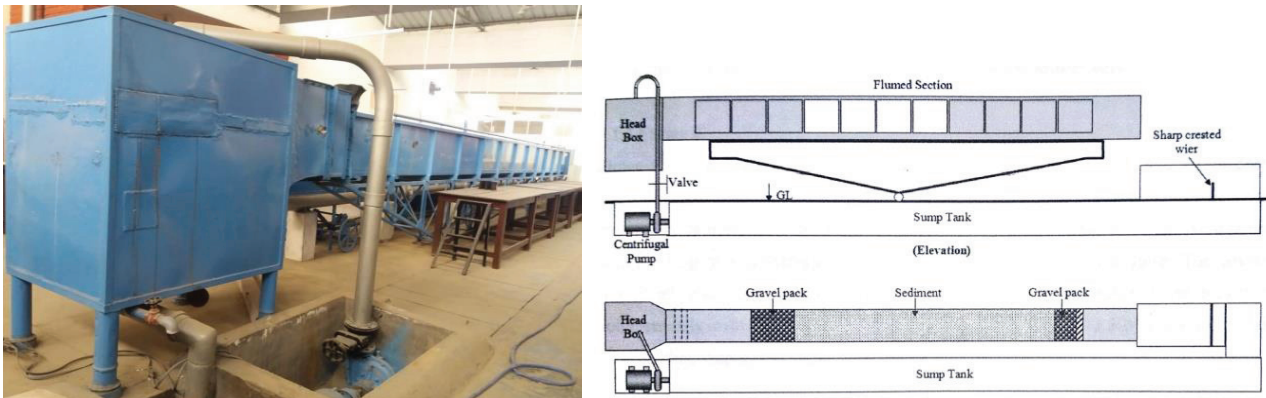 Flumed Section
Head
Box
Sharp crested
wier
Valve
GL
Sump Tank
Centrifugal
Pump
(Elevation)
Gravel pack
Sediment
Gravel pack
Head
Box
Sump Tank